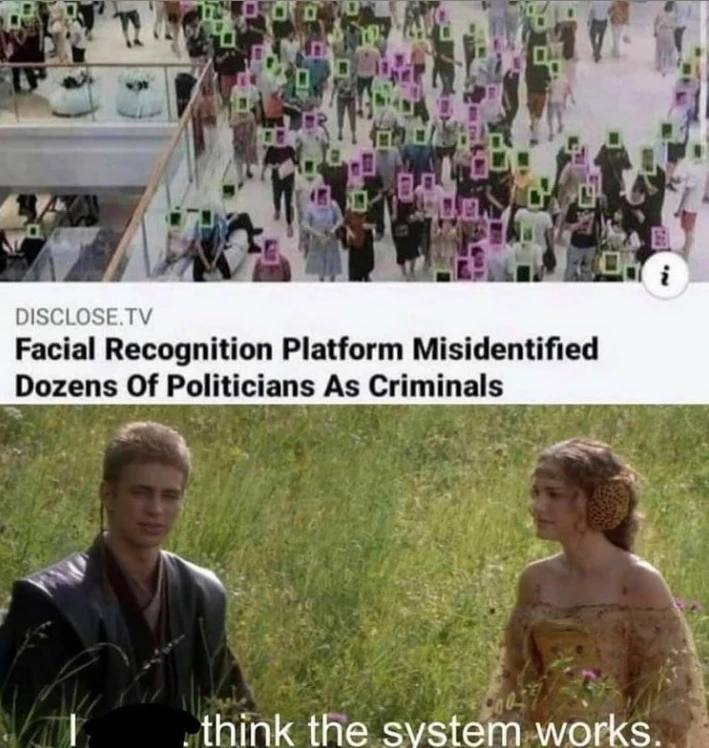 i
DISCLOSE.TV
Facial Recognition Platform Misidentified
Dozens Of Politicians As Criminals
I think the system works.